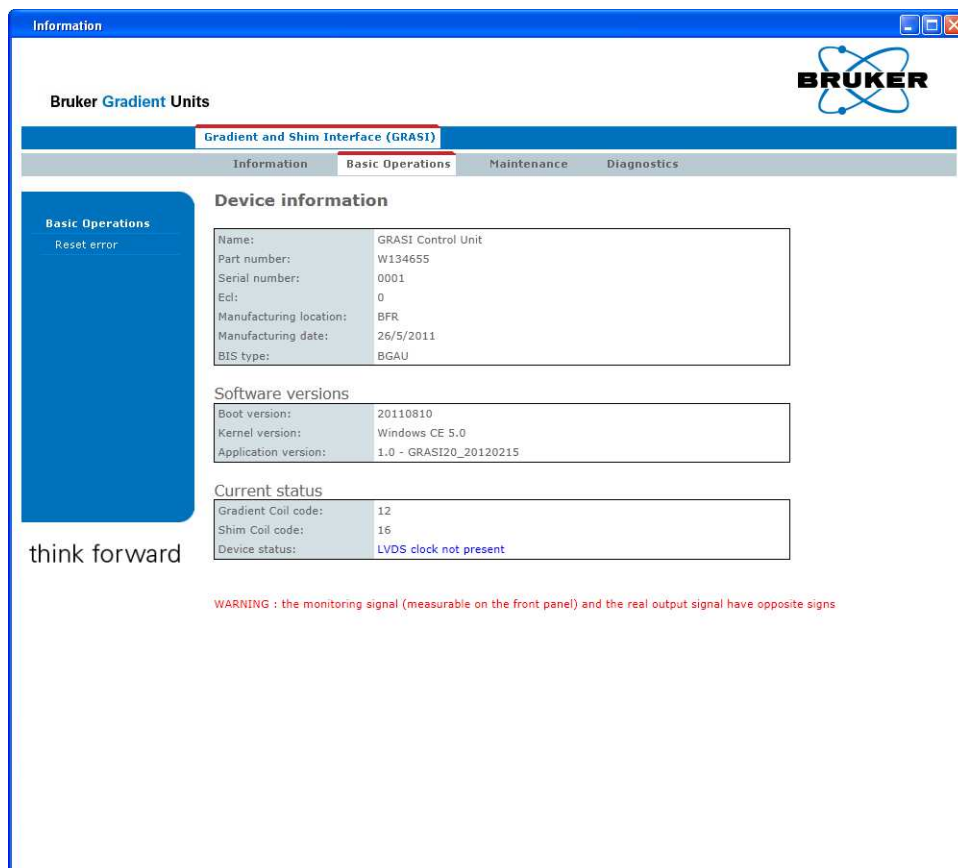 Information
BRUKER
Bruker Gradient Units
Gradient and Shim Interface (GRASI)
Information Basic Operations Maintenance Diagnostics
Basic Operations
Reset error
Device information
Name: GRASI Control Unit
Part number: W134655
Serial number: 0001
Ecl: 0
Manufacturing location: BFR
Manufacturing date: 26/5/2011
BIS type: BGAU
Software versions
Boot version: 20110810
Kernel version: Windows CE 5.0
Application version: 1.0 - GRASI20_20120215
Current status
Gradient Coil code: 12
Shim Coil code: 16
Device status: LVDS clock not present
think forward
WARNING : the monitoring signal (measurable on the front panel) and the real output signal have opposite signs